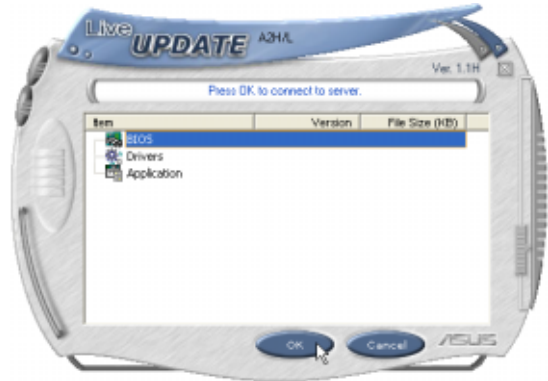 Live UPDATE A2H/L
Ver. 1.1H
Press OK to connect to server.
Item Version File Size (KB)
BIOS
Drivers
Application
OK Cancel ASUS